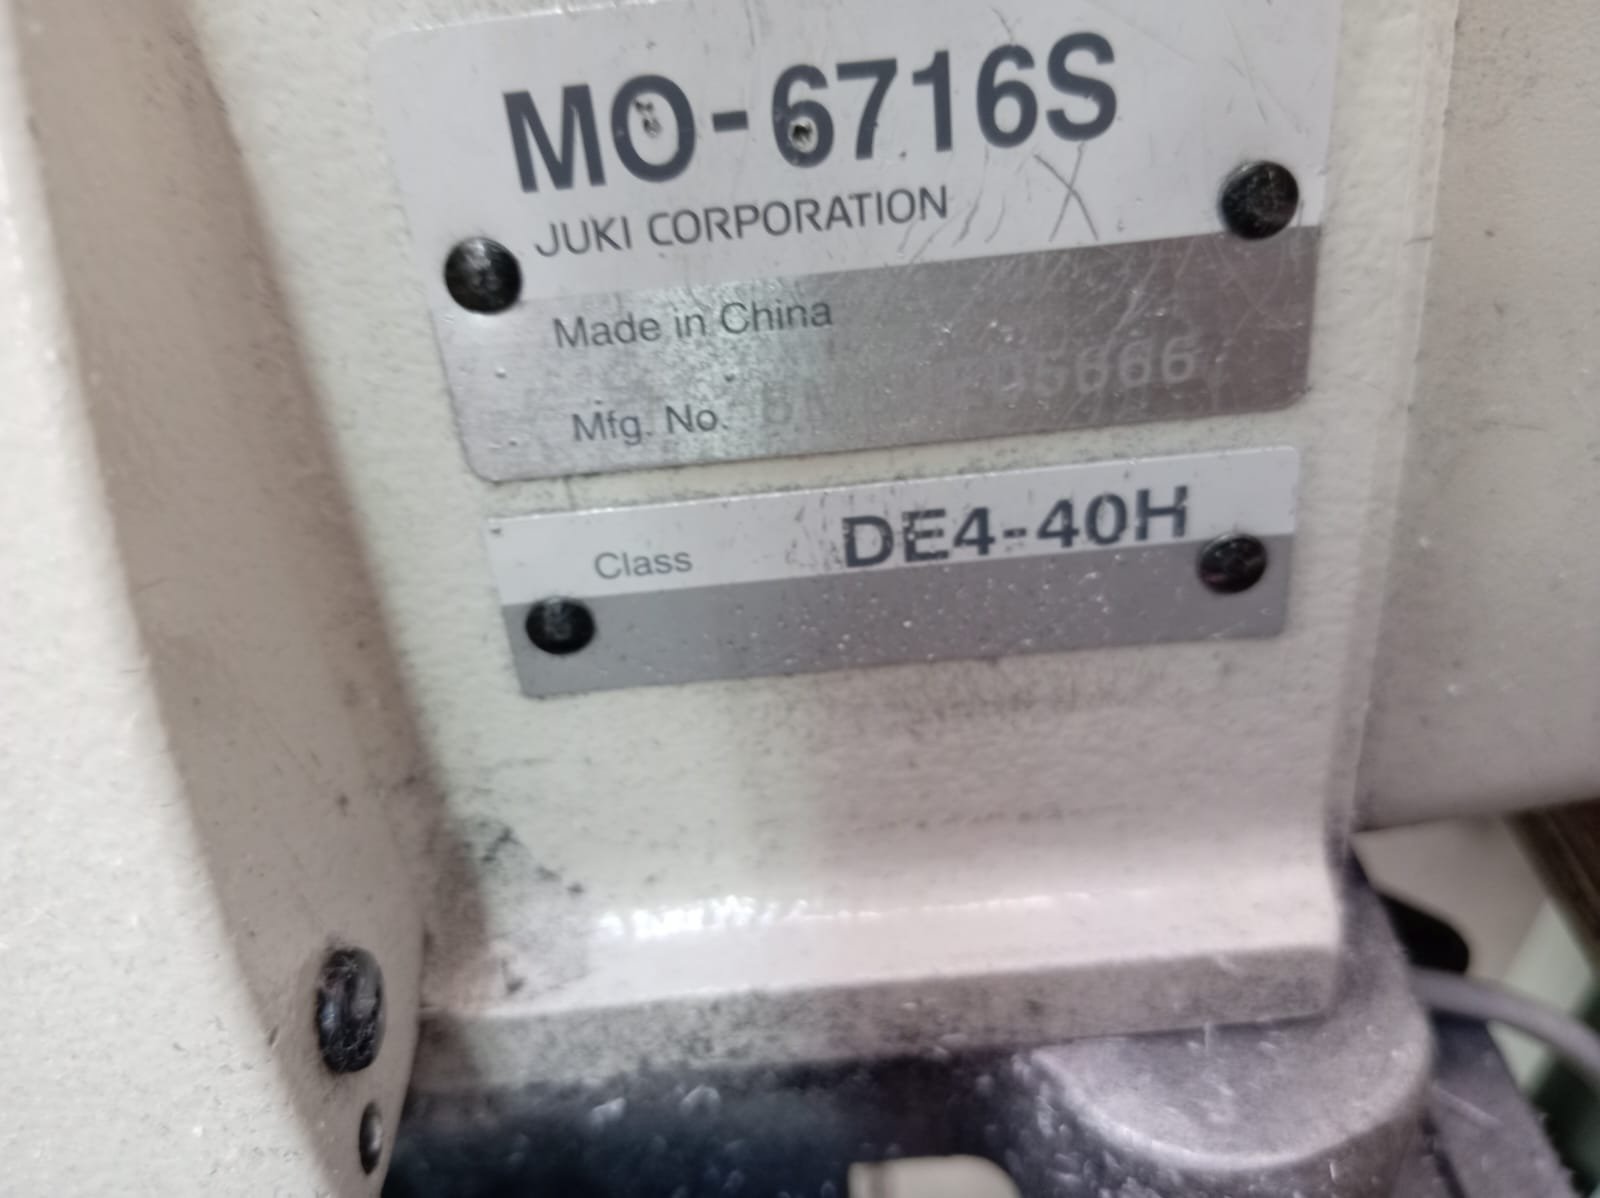 MO-6716S
JUKI CORPORATION
Made in China
Mfg. No.
Class DE4-40H